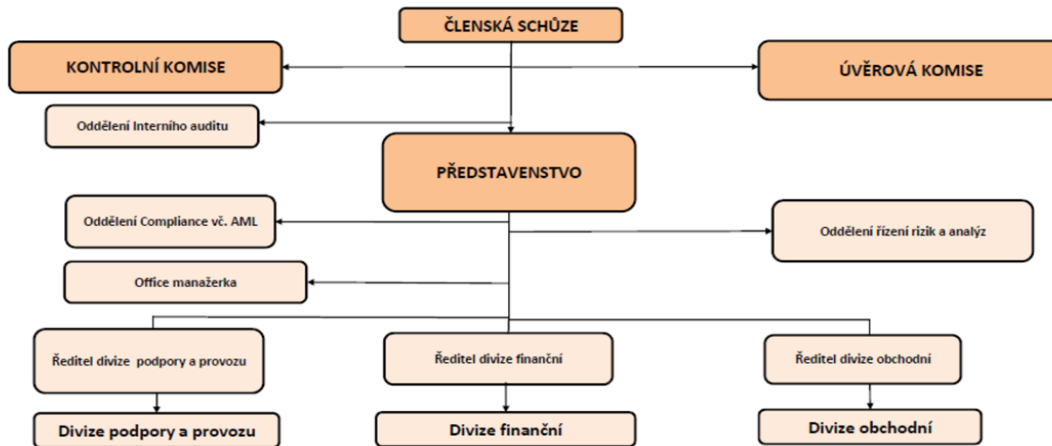 ČLENSKÁ SCHŮZE
KONTROLNÍ KOMISE
ÚVĚROVÁ KOMISE
Oddělení Interního auditu
PŘEDSTAVENSTVO
Oddělení Compliance vč. AML
Oddělení řízení rizik a analýz
Office manažerka
Ředitel divize podpory a provozu
Ředitel divize finanční
Ředitel divize obchodní
Divize podpory a provozu
Divize finanční
Divize obchodní